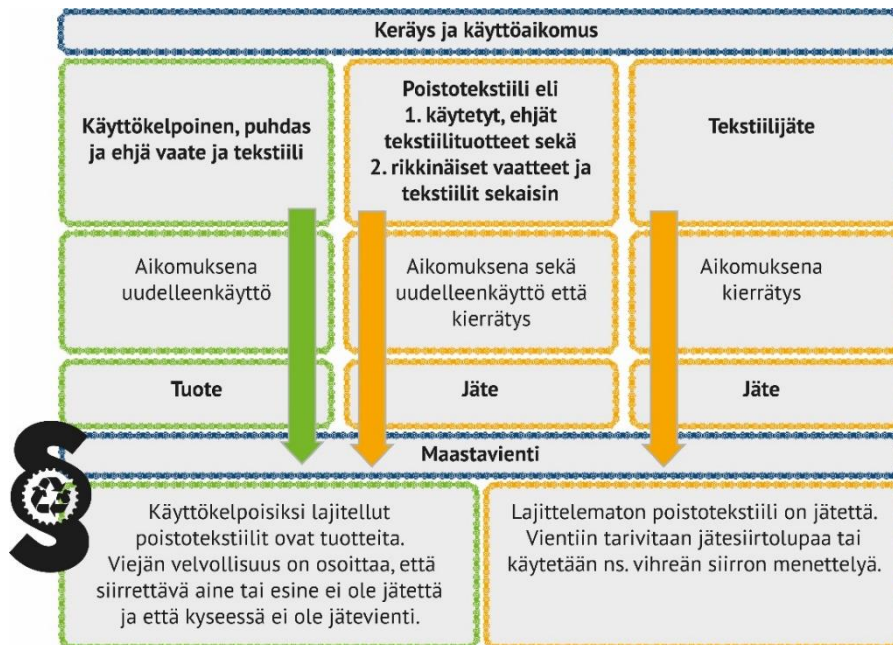 Keräys ja käyttöaikomus
Käyttökelpoinen, puhdas
ja ehjä vaate ja tekstiili
Poistotekstiili eli
1. käytetyt, ehjät
tekstiilituotteet sekä
2. rikkinäiset vaatteet ja
tekstiilit sekaisin
Tekstiilijäte
Aikomuksena
uudelleenkäyttö
Aikomuksena sekä
uudelleenkäyttö että
kierrätys
Aikomuksena
kierrätys
Tuote
Jäte
Jäte
Maastavienti
Käyttökelpoisiksi lajitellut
poistotekstiilit ovat tuotteita.
Viejän velvollisuus on osoittaa, että
siirrettävä aine tai esine ei ole jätettä
ja että kyseessä ei ole jätevienti.
Lajittelematon poistotekstiili on jätettä.
Vientiin tarivitaan jätesiirtolupaa tai
käytetään ns. vihreän siirron menettelyä.